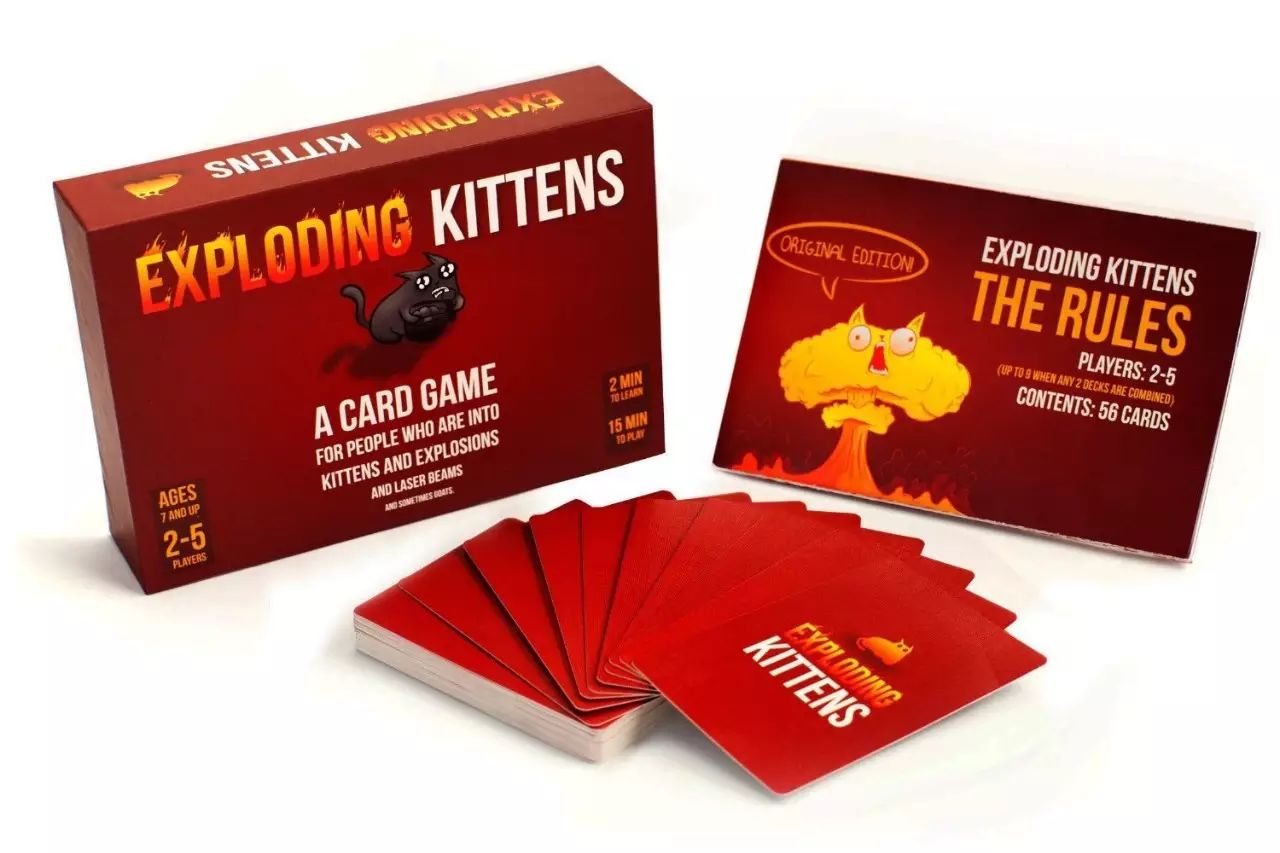 EXPLODING KITTENS
EXPLODING KITTENS
A CARD GAME
FOR PEOPLE WHO ARE INTO
KITTENS AND EXPLOSIONS
AND LASER BEAMS
AND SOMETIMES GOATS.
2 MIN
TO LEARN
15 MIN
TO PLAY
AGES
7 AND UP
2-5
PLAYERS
ORIGINAL EDITION!
EXPLODING KITTENS
THE RULES
PLAYERS: 2-5
(UP TO 9 WHEN ANY 2 DECKS ARE COMBINED)
CONTENTS: 56 CARDS
EXPLODING
KITTENS